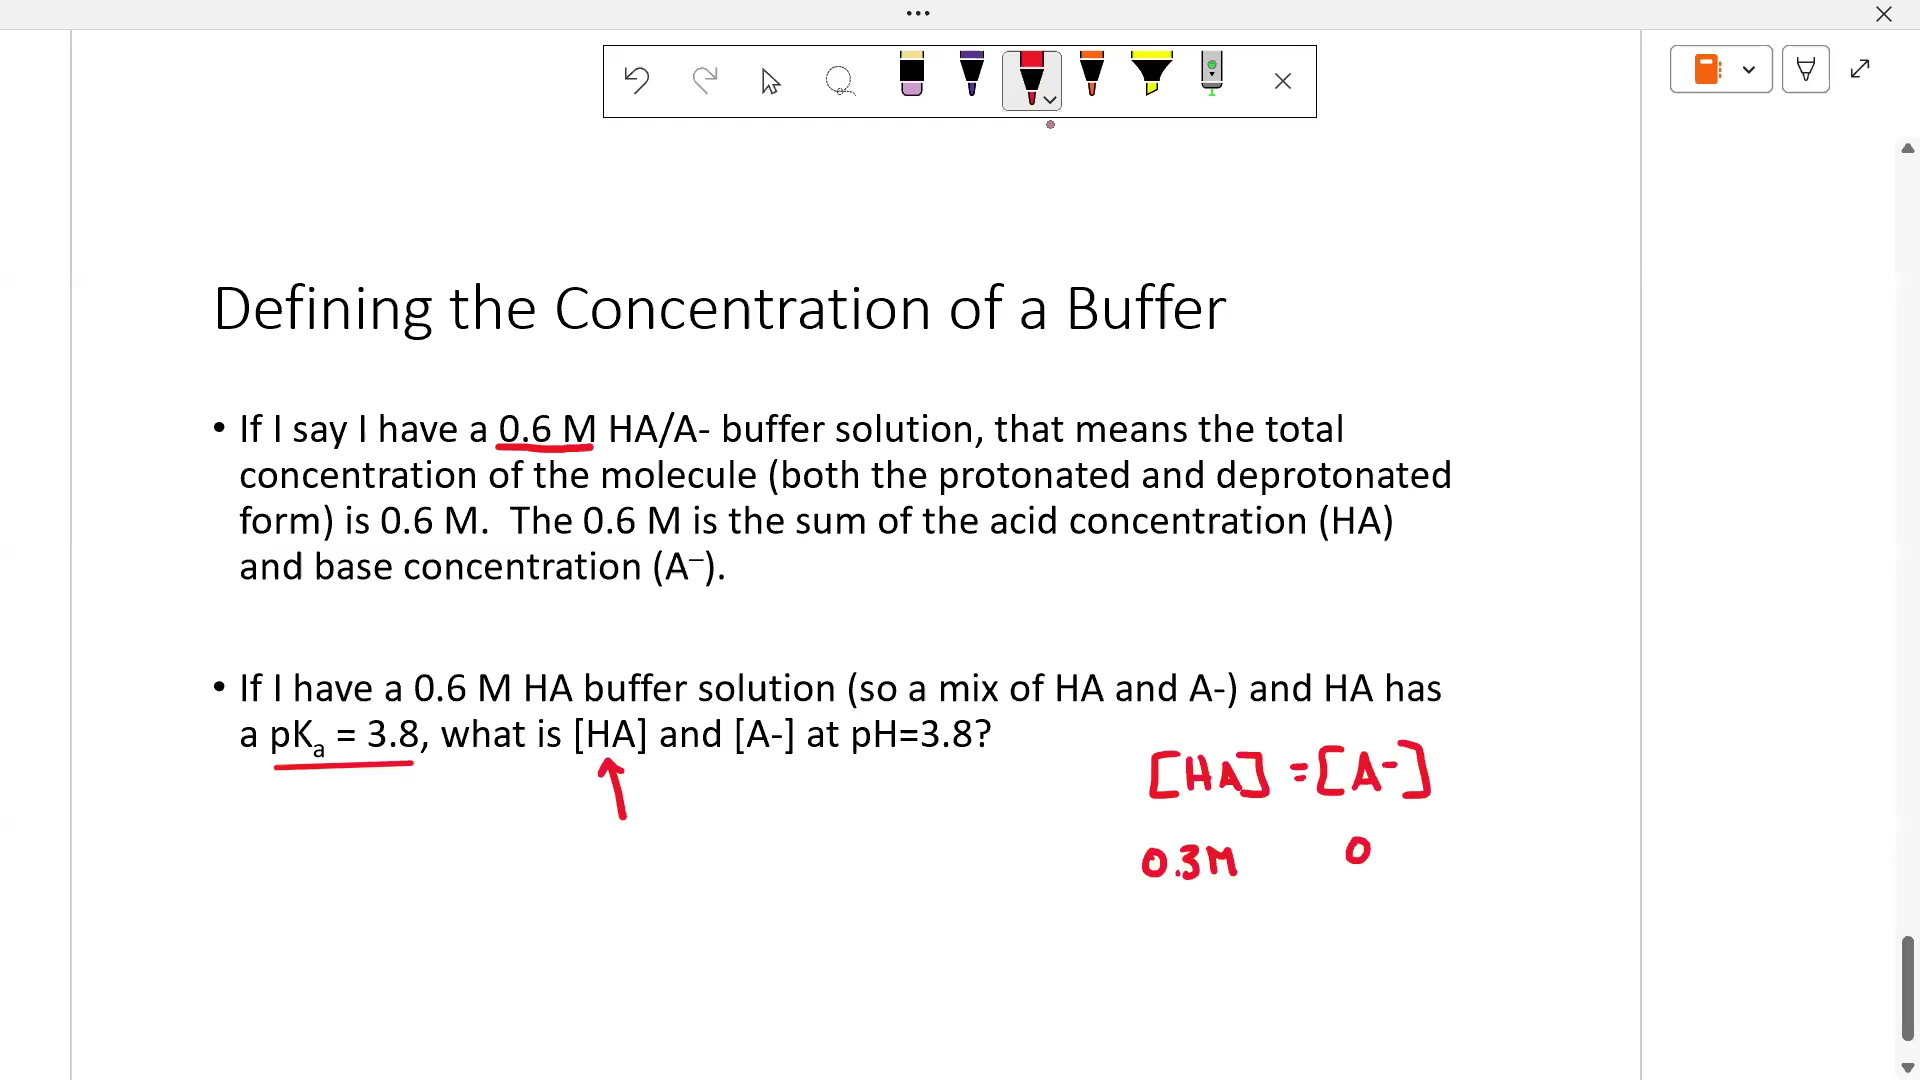 Defining the Concentration of a Buffer
• If I say I have a 0.6 M HA/A- buffer solution, that means the total
concentration of the molecule (both the protonated and deprotonated
form) is 0.6 M.  The 0.6 M is the sum of the acid concentration (HA)
and base concentration (A⁻).
• If I have a 0.6 M HA buffer solution (so a mix of HA and A-) and HA has
a pKₐ = 3.8, what is [HA] and [A-] at pH=3.8?
[HA] = [A-]
0.3M 0